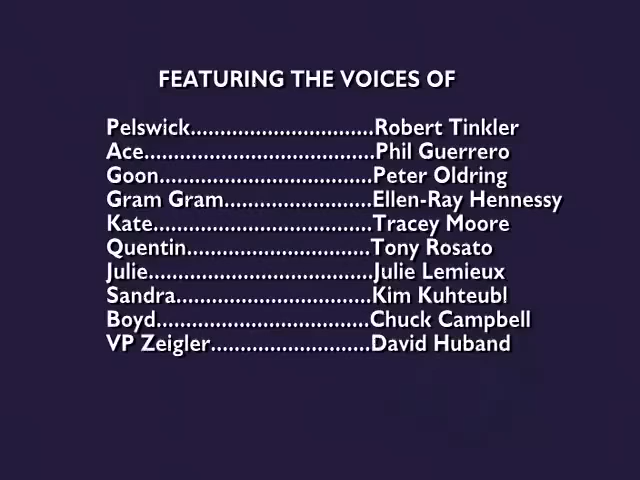 FEATURING THE VOICES OF
Pelswick...............................Robert Tinkler
Ace.......................................Phil Guerrero
Goon....................................Peter Oldring
Gram Gram.........................Ellen-Ray Hennessy
Kate.....................................Tracey Moore
Quentin...............................Tony Rosato
Julie......................................Julie Lemieux
Sandra.................................Kim Kuhteubl
Boyd....................................Chuck Campbell
VP Zeigler...........................David Huband